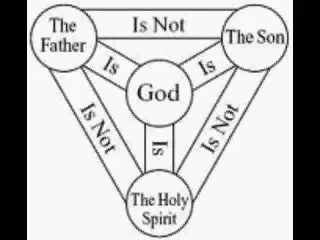 The
Father
Is Not
The Son
Is
Is
God
Is Not
Is
Is Not
The Holy
Spirit